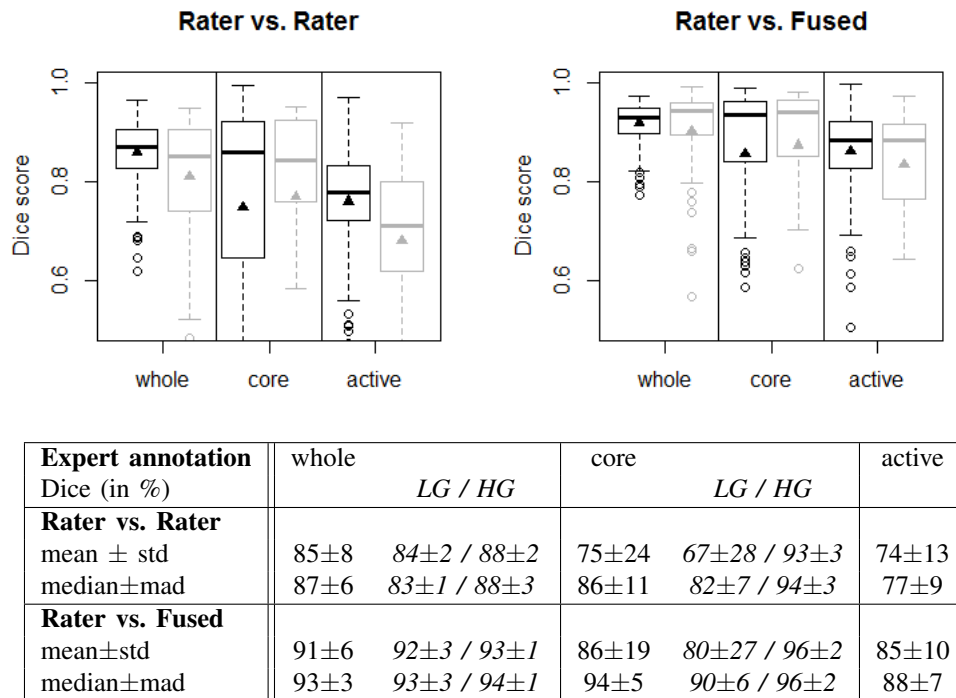 Rater vs. Rater
Dice score
1.0
0.8
0.6
whole core active
Rater vs. Fused
Dice score
1.0
0.8
0.6
whole core active
Expert annotation whole core active
Dice (in %) LG / HG LG / HG
Rater vs. Rater
mean ± std 85±8 84±2 / 88±2 75±24 67±28 / 93±3 74±13
median±mad 87±6 83±1 / 88±3 86±11 82±7 / 94±3 77±9
Rater vs. Fused
mean±std 91±6 92±3 / 93±1 86±19 80±27 / 96±2 85±10
median±mad 93±3 93±3 / 94±1 94±5 90±6 / 96±2 88±7